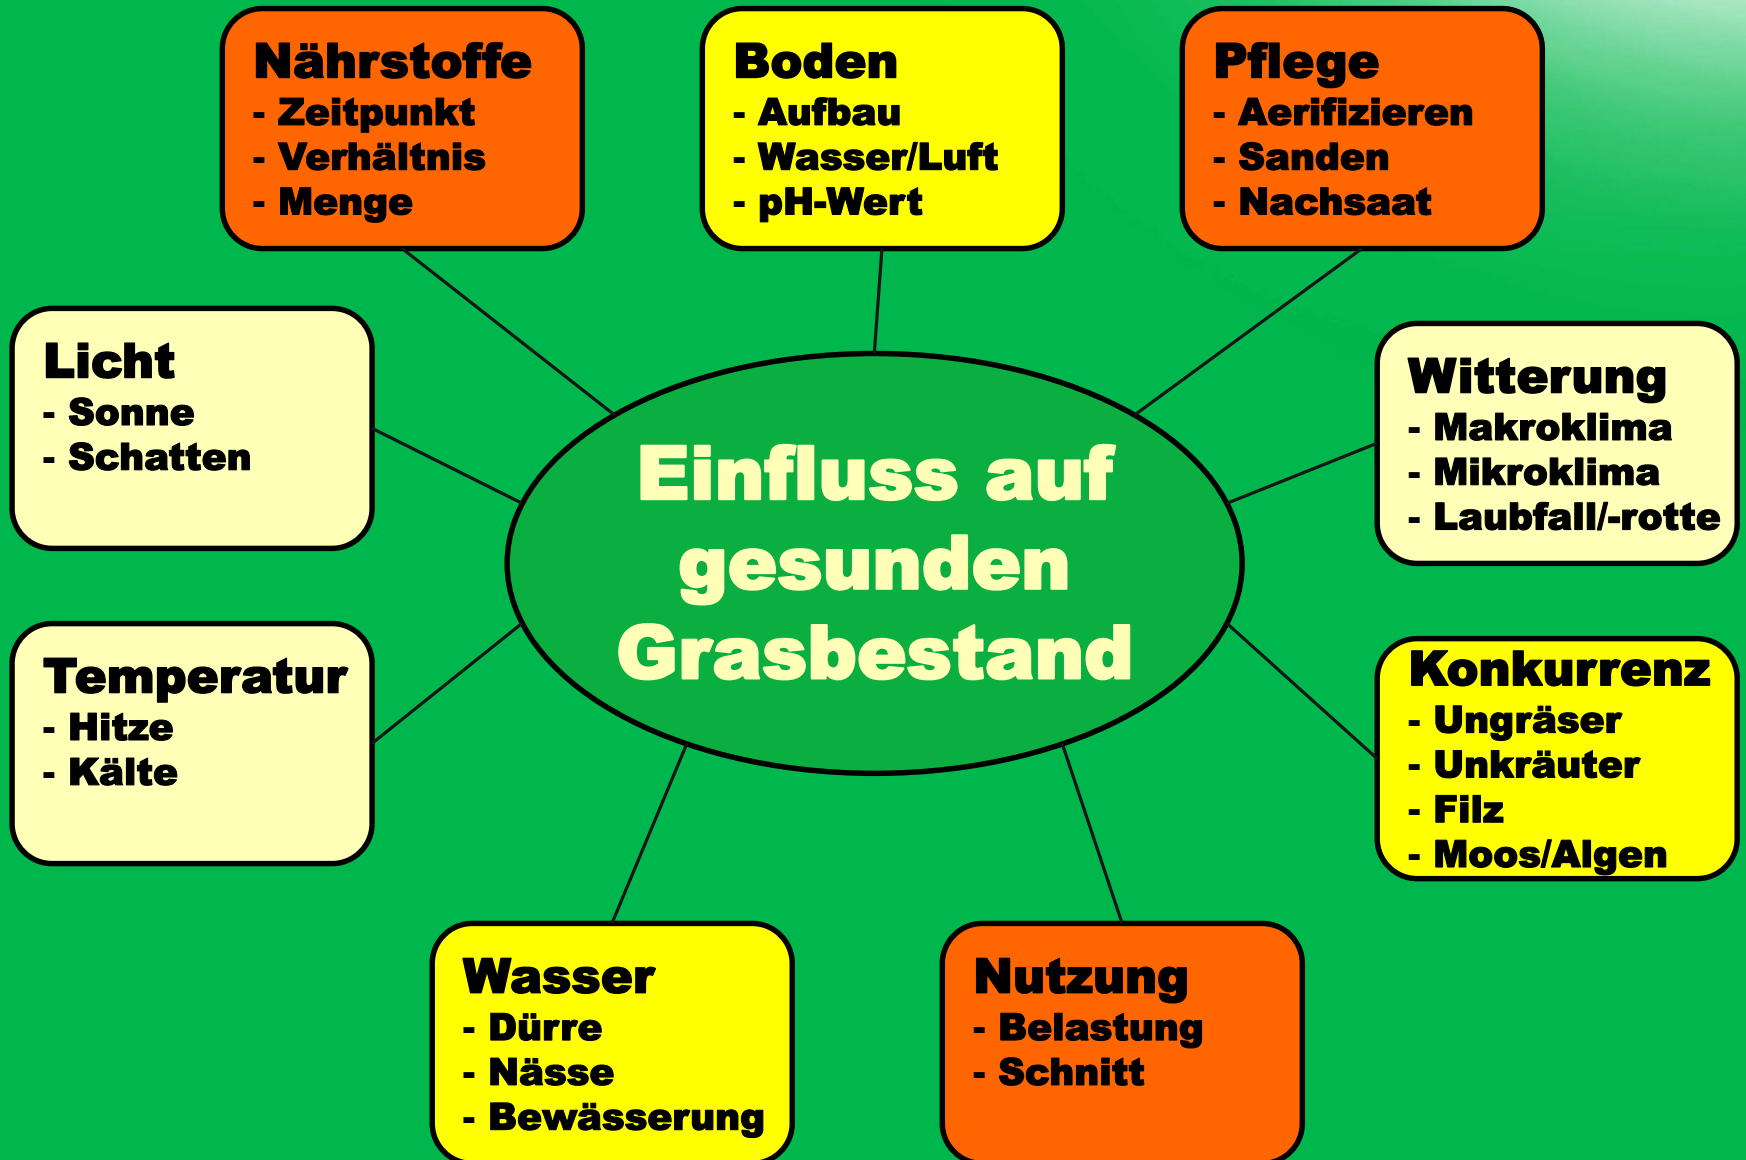 Nährstoffe
- Zeitpunkt
- Verhältnis
- Menge
Boden
- Aufbau
- Wasser/Luft
- pH-Wert
Pflege
- Aerifizieren
- Sanden
- Nachsaat
Licht
- Sonne
- Schatten
Witterung
- Makroklima
- Mikroklima
- Laubfall/-rotte
Einfluss auf
gesunden
Grasbestand
Temperatur
- Hitze
- Kälte
Konkurrenz
- Ungräser
- Unkräuter
- Filz
- Moos/Algen
Wasser
- Dürre
- Nässe
- Bewässerung
Nutzung
- Belastung
- Schnitt